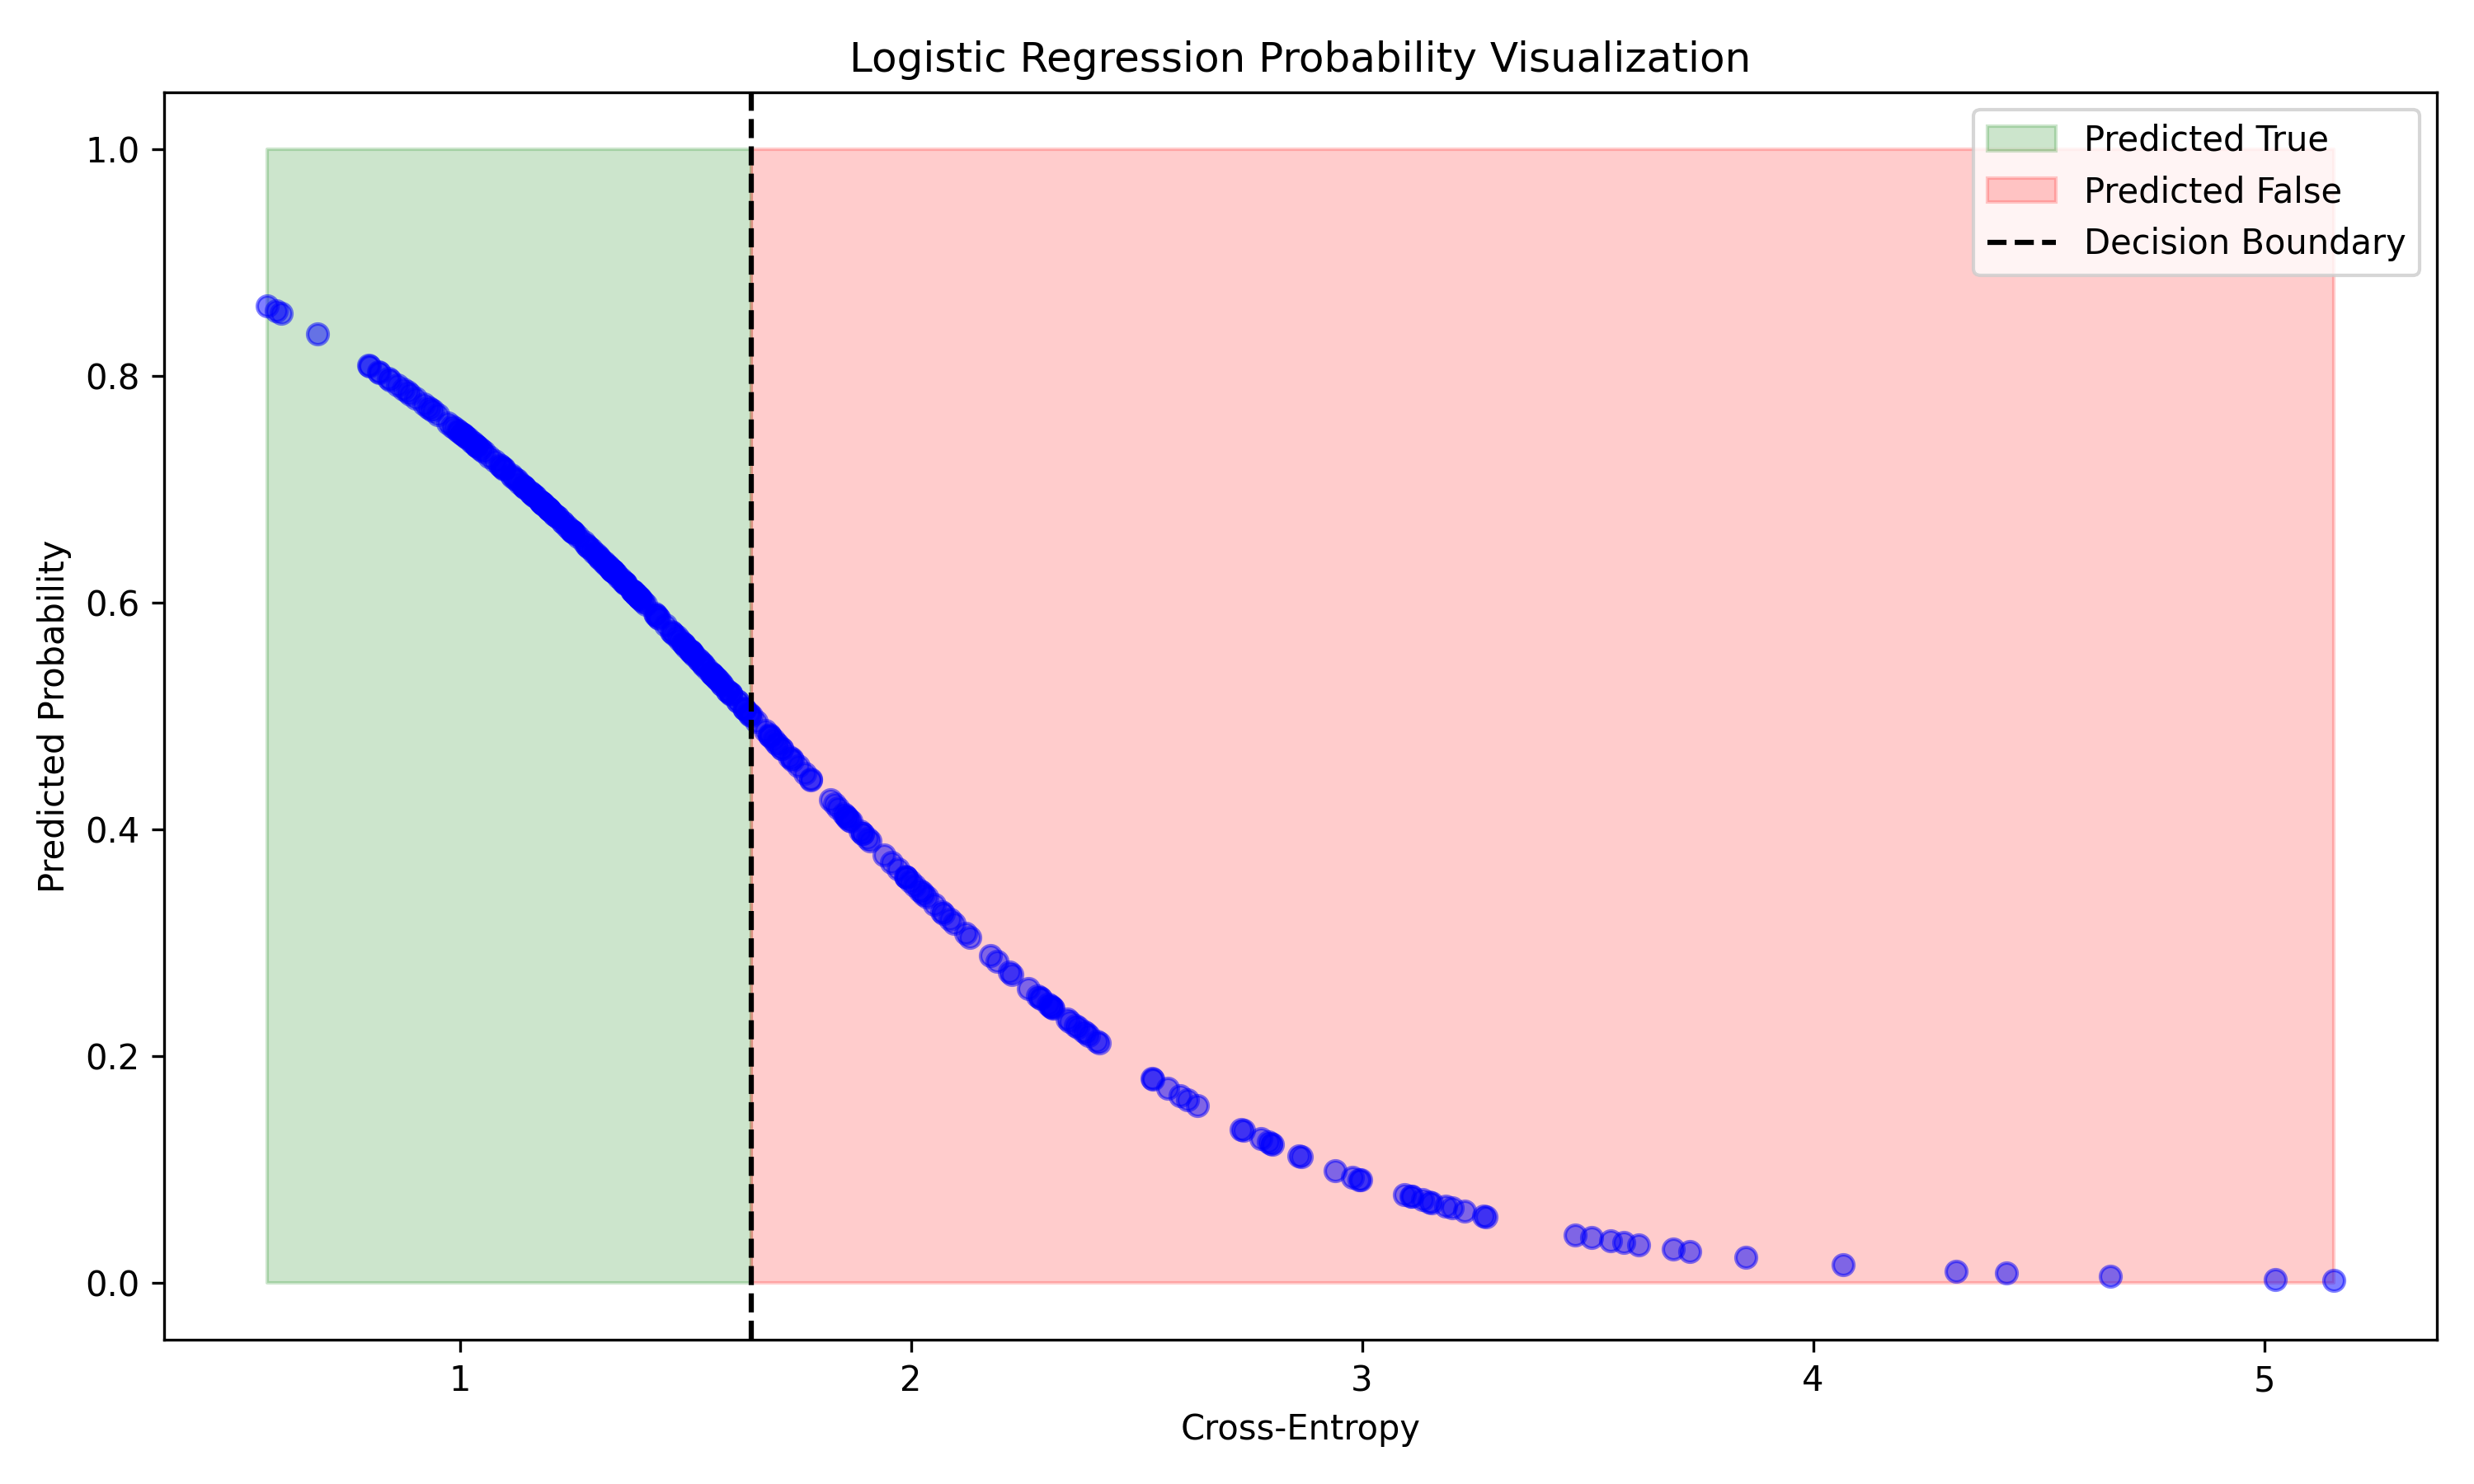 Logistic Regression Probability Visualization
Predicted True
Predicted False
Decision Boundary
Predicted Probability
1.0
0.8
0.6
0.4
0.2
0.0
1
2
3
4
5
Cross-Entropy